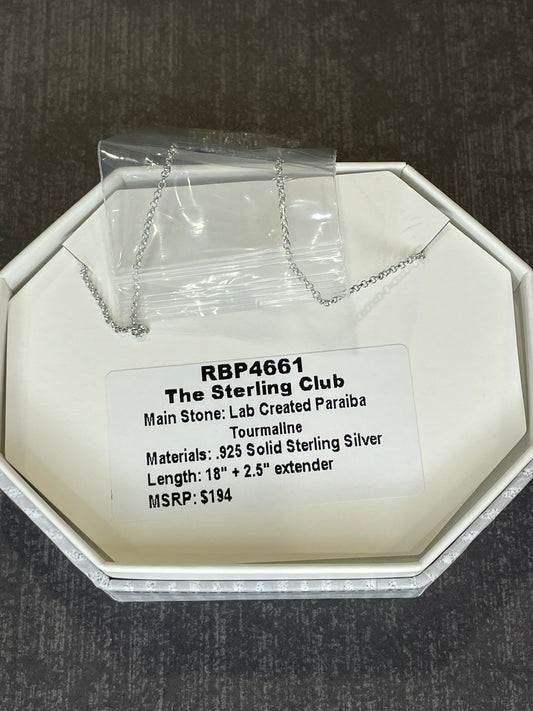 RBP4661
The Sterling Club
Main Stone: Lab Created Paraiba
Tourmaline
Materials: .925 Solid Sterling Silver
Length: 18" + 2.5" extender
MSRP: $194